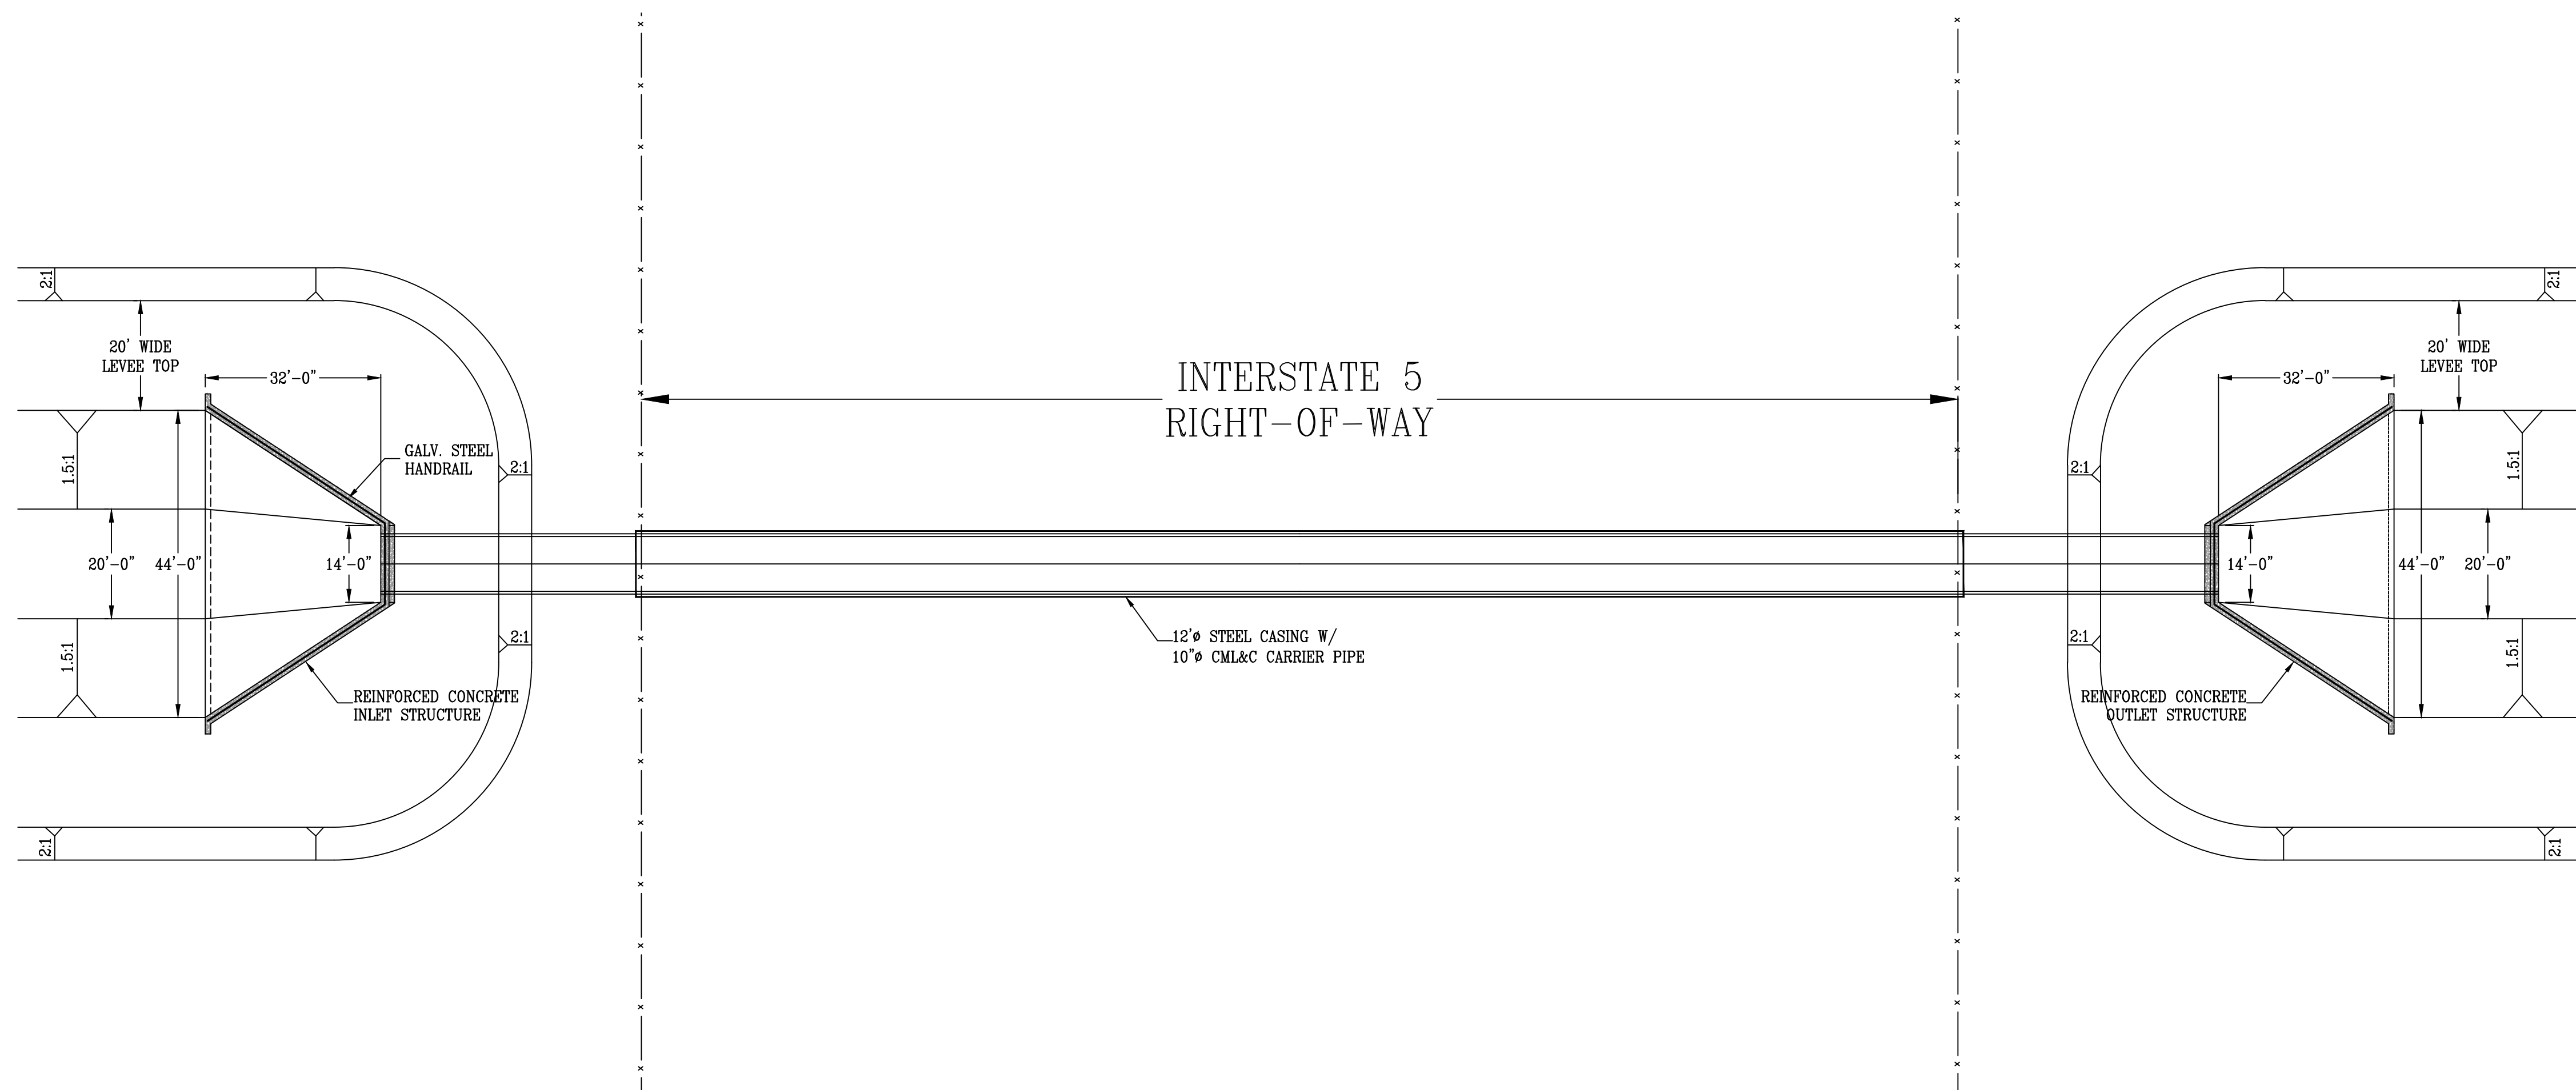 2:1
2:1
20' WIDE
LEVEE TOP
32'-0"
1.5:1
GALV. STEEL
HANDRAIL
2:1
20'-0"
44'-0"
14'-0"
2:1
1.5:1
REINFORCED CONCRETE
INLET STRUCTURE
2:1
INTERSTATE 5
RIGHT-OF-WAY
12'ø STEEL CASING W/
10"ø CML&C CARRIER PIPE
20' WIDE
LEVEE TOP
32'-0"
2:1
1.5:1
14'-0"
44'-0"
20'-0"
2:1
1.5:1
REINFORCED CONCRETE
OUTLET STRUCTURE
2:1